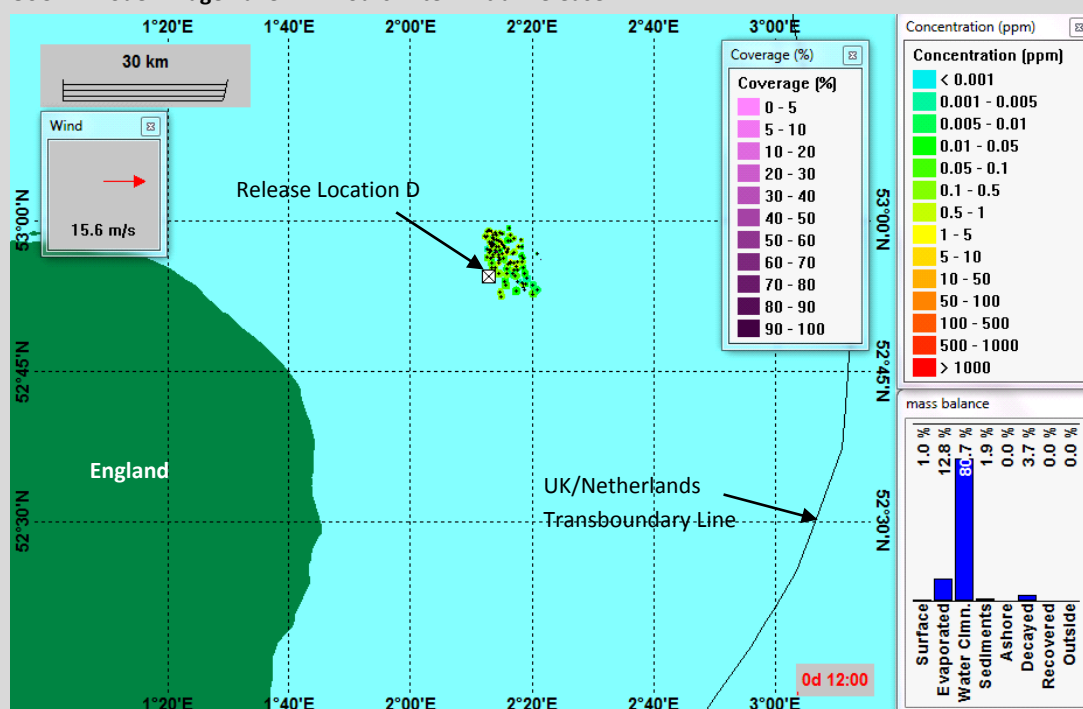 1°20'E 1°40'E 2°00'E 2°20'E 2°40'E 3°00'E
30 km
Wind
15.6 m/s
Release Location D
53°00'N
53°00'N
52°45'N
52°45'N
52°30'N
52°30'N
England
UK/Netherlands
Transboundary Line
0d 12:00
1°20'E 1°40'E 2°00'E 2°20'E 2°40'E 3°00'E
Coverage (%)
Coverage (%)
0 - 5
5 - 10
10 - 20
20 - 30
30 - 40
40 - 50
50 - 60
60 - 70
70 - 80
80 - 90
90 - 100
Concentration (ppm)
Concentration (ppm)
< 0.001
0.001 - 0.005
0.005 - 0.01
0.01 - 0.05
0.05 - 0.1
0.1 - 0.5
0.5 - 1
1 - 5
5 - 10
10 - 50
50 - 100
100 - 500
500 - 1000
> 1000
mass balance
1.0 %
12.8 %
80.7 %
1.9 %
0.0 %
3.7 %
0.0 %
0.0 %
Surface
Evaporated
Water Clmn.
Sediments
Ashore
Decayed
Recovered
Outside